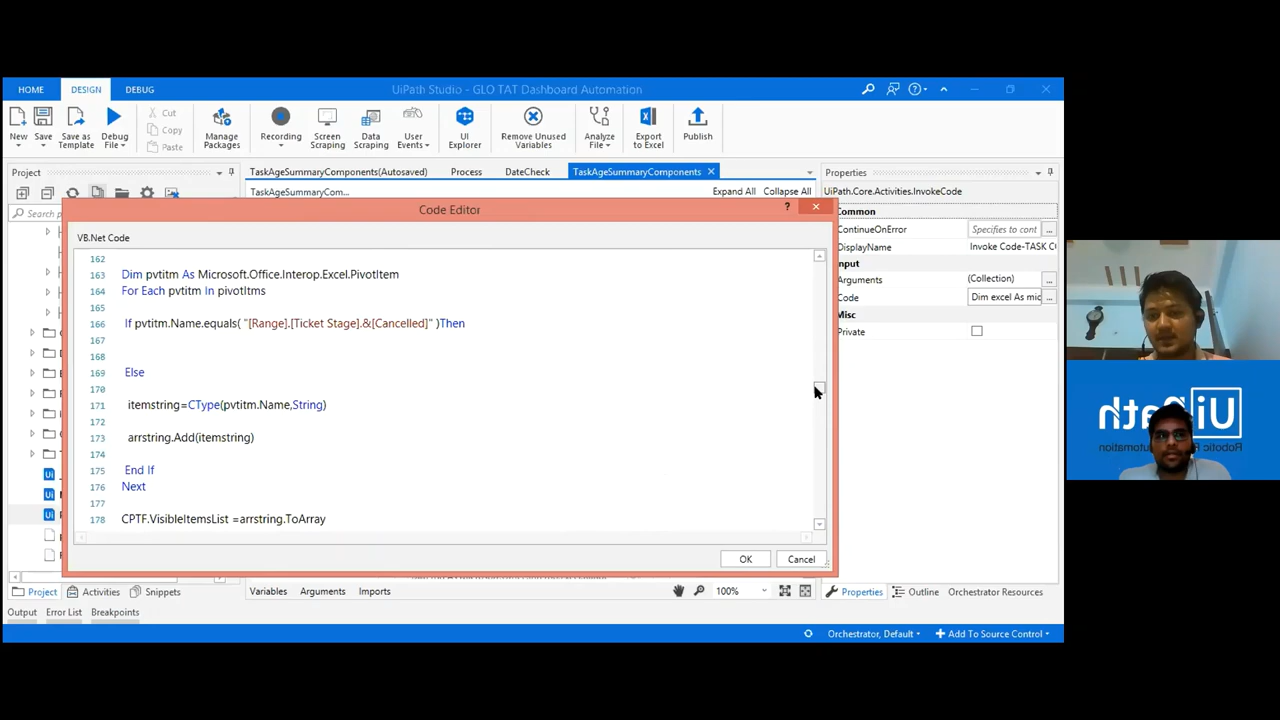 HOME
DESIGN
DEBUG
UiPath Studio - GLO TAT Dashboard Automation
New
Save
Save as Template
Debug File
Cut
Copy
Paste
Manage Packages
Recording
Screen Scraping
Data Scraping
User Events
UI Explorer
Remove Unused Variables
Analyze File
Export to Excel
Publish
Project
TaskAgeSummaryComponents(Autosaved)
Process
DateCheck
TaskAgeSummaryComponents
Properties
TaskAgeSummaryCom...
Expand All
Collapse All
UiPath.Core.Activities.InvokeCode
Search p
Code Editor
Common
ContinueOnError
Specifies to cont
...
DisplayName
Invoke Code-TASK C
Input
Arguments
(Collection)
...
Code
Dim excel As mic
...
Misc
Private
VB.Net Code
162
163 Dim pvtitm As Microsoft.Office.Interop.Excel.PivotItem
164 For Each pvtitm In pivotItms
165
166 If pvtitm.Name.equals( "[Range].[Ticket Stage].&[Cancelled]" )Then
167
168
169 Else
170
171 itemstring=CType(pvtitm.Name,String)
172
173 arrstring.Add(itemstring)
174
175 End If
176 Next
177
178 CPTF.VisibleItemsList =arrstring.ToArray
OK
Cancel
Project
Activities
Snippets
Variables
Arguments
Imports
100%
Properties
Outline
Orchestrator Resources
Output
Error List
Breakpoints
Orchestrator, Default
Add To Source Control
UiPath
Robotic
Automation